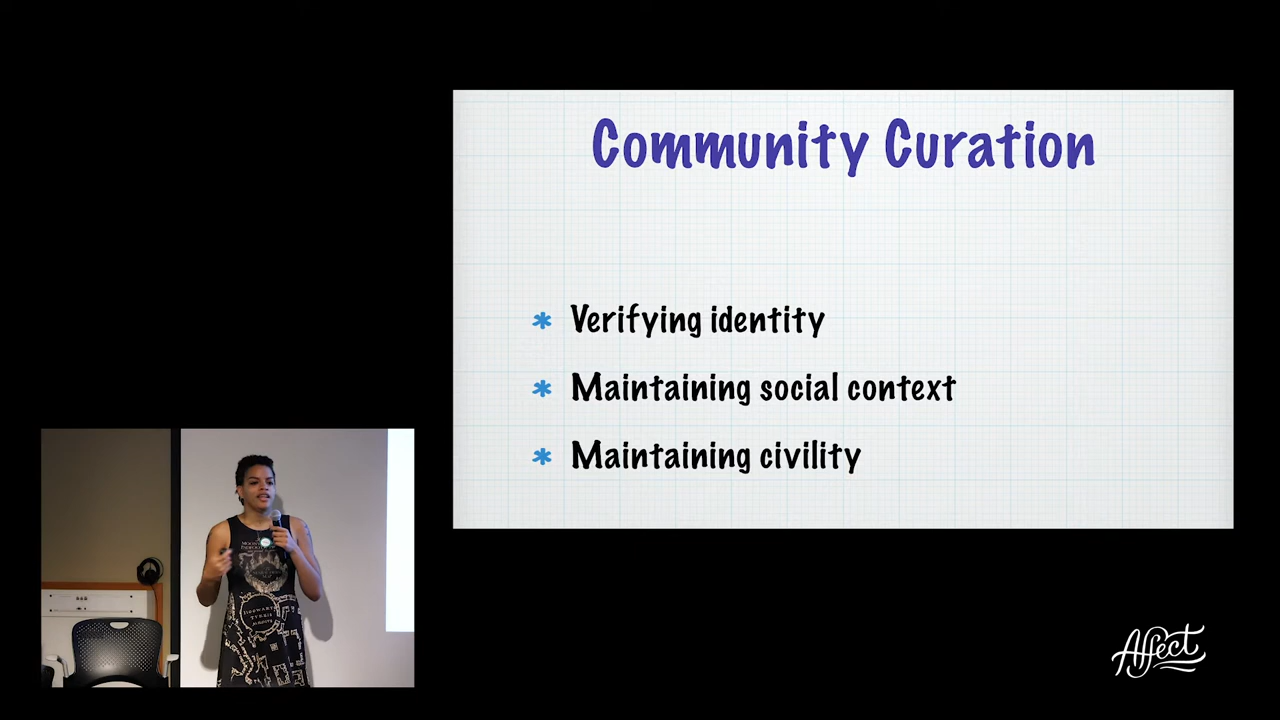 Community Curation
* Verifying identity
* Maintaining social context
* Maintaining civility
Affect